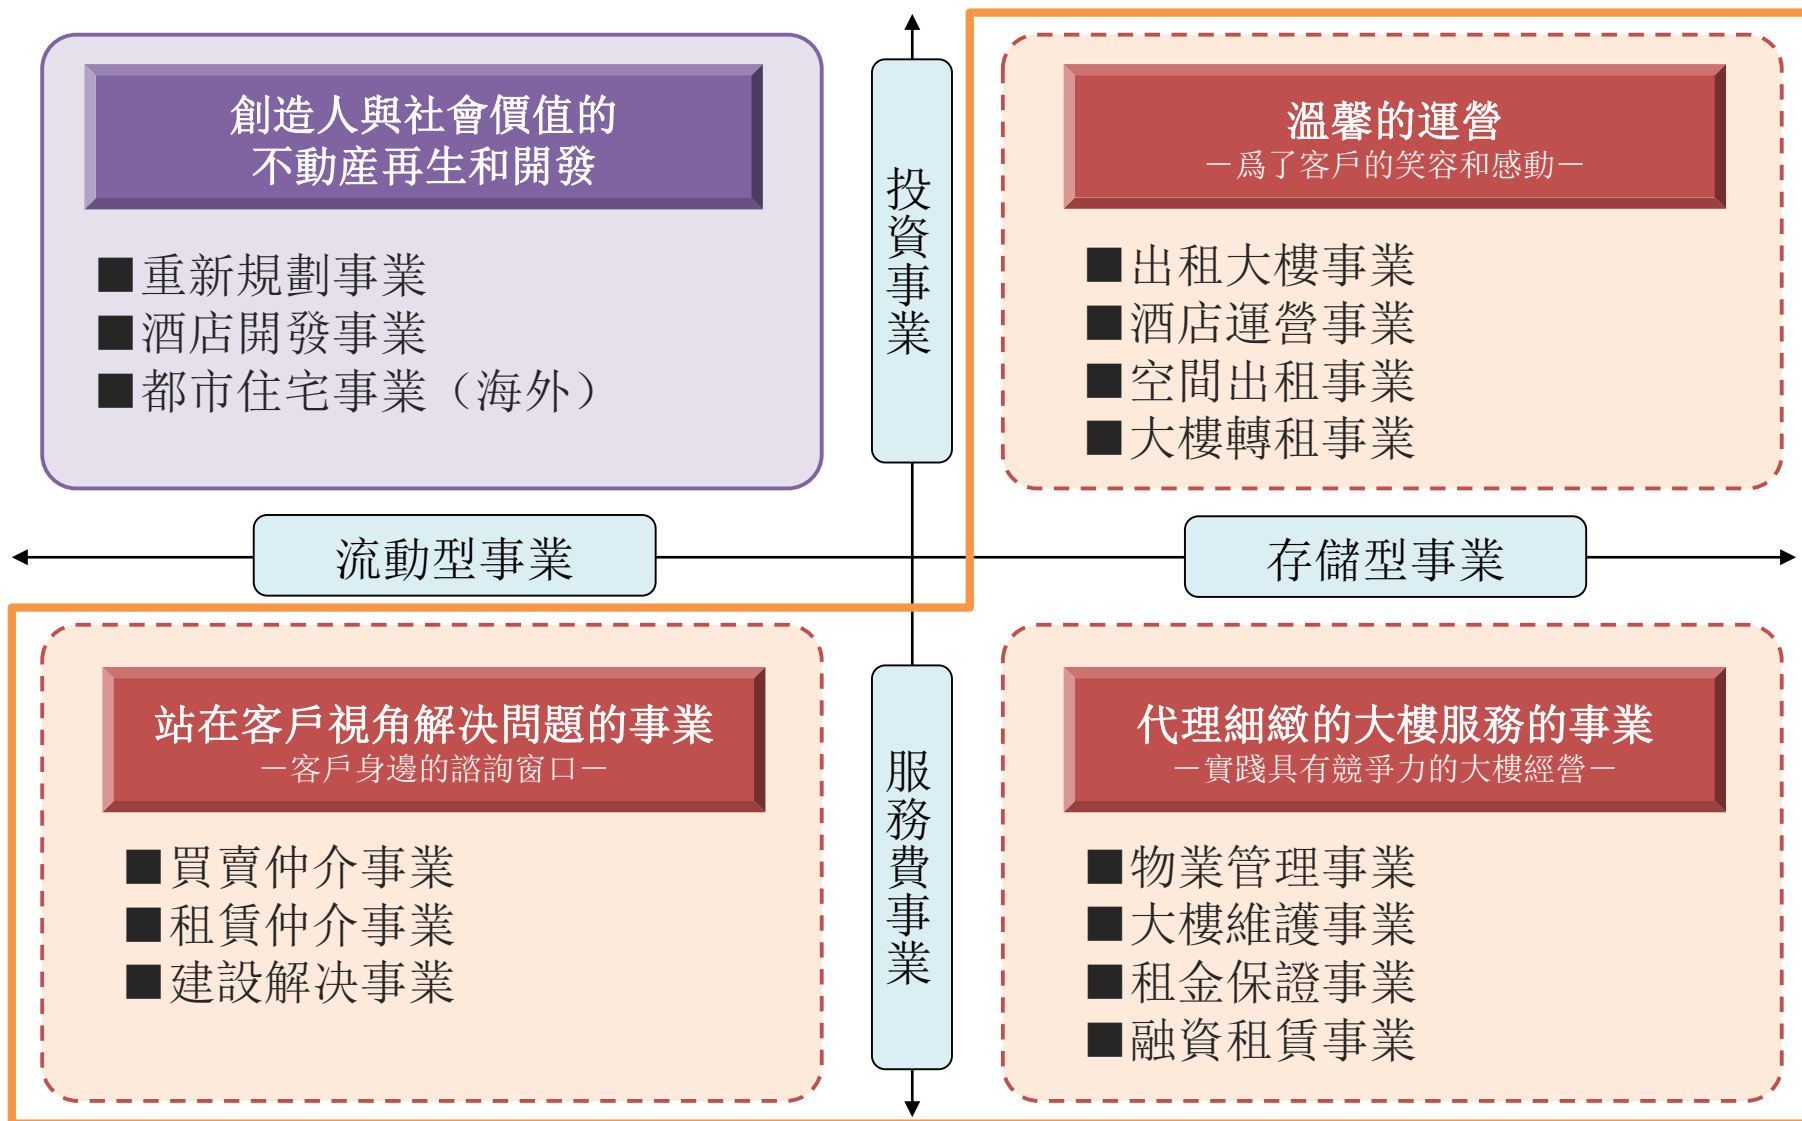 創造人與社會價值的
不動産再生和開發
■重新規劃事業
■酒店開發事業
■都市住宅事業（海外）
投資事業
溫馨的運營
－爲了客戶的笑容和感動－
■出租大樓事業
■酒店運營事業
■空間出租事業
■大樓轉租事業
流動型事業
存儲型事業
站在客戶視角解決問題的事業
－客戶身邊的諮詢窗口－
■買賣仲介事業
■租賃仲介事業
■建設解決事業
服務費事業
代理細緻的大樓服務的事業
－實踐具有競爭力的大樓經營－
■物業管理事業
■大樓維護事業
■租金保證事業
■融資租賃事業